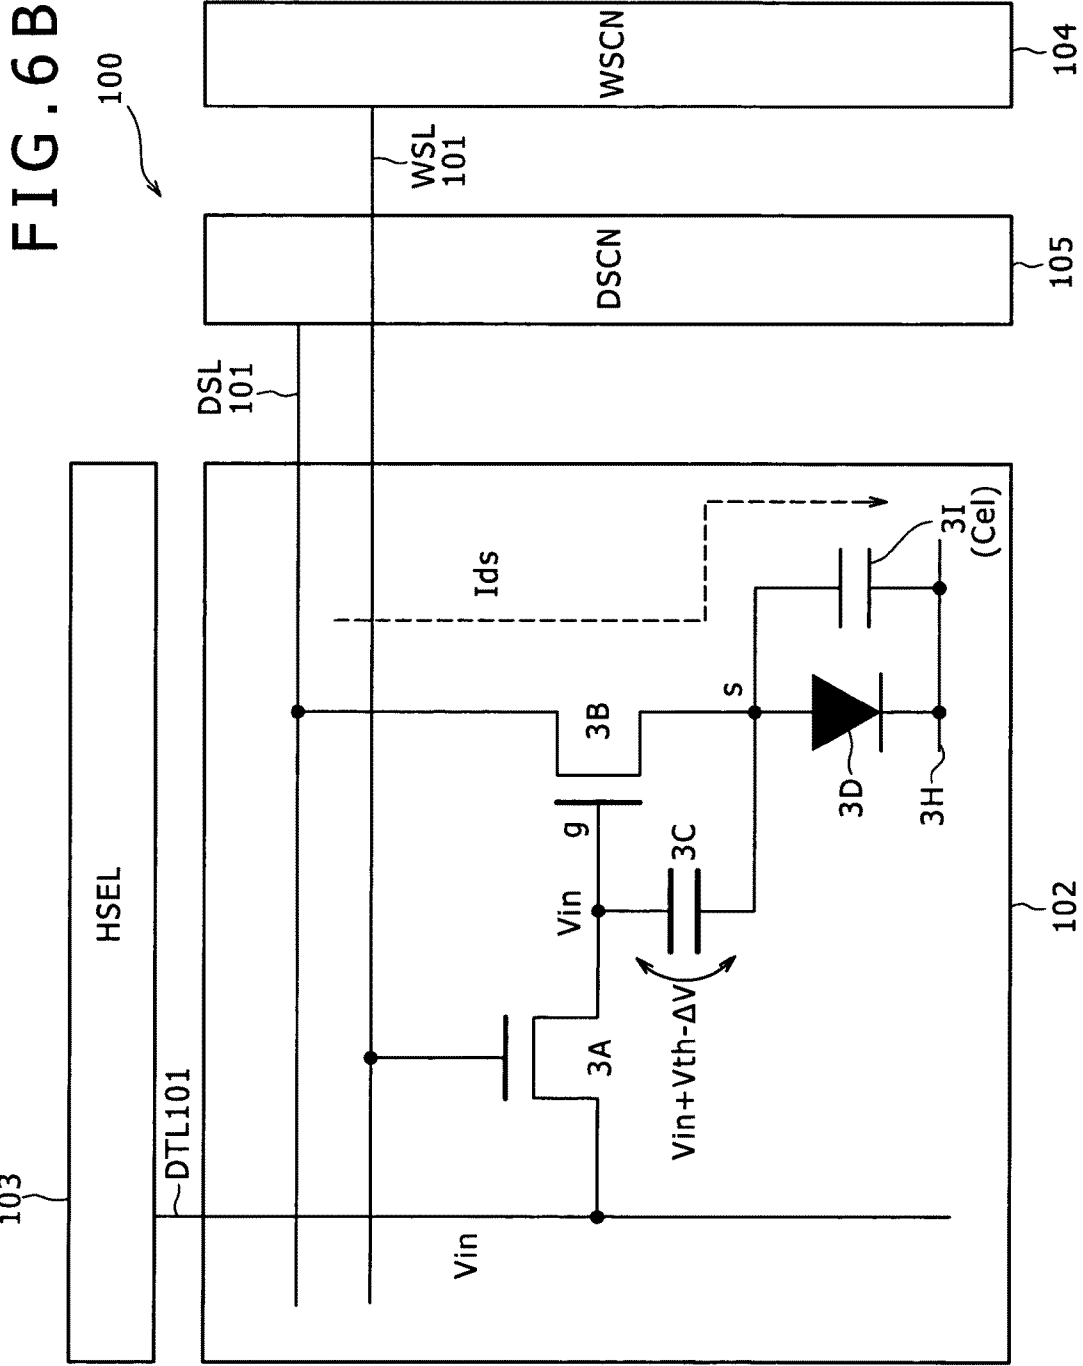 FIG.6B
100
103
HSEL
DTL101
DSL
101
WSL
101
DSCN
105
WSCN
104
Vin
Ids
3A
Vin
g
3B
s
3C
Vin+Vth-ΔV
3D
3H
3I
(Cel)
102